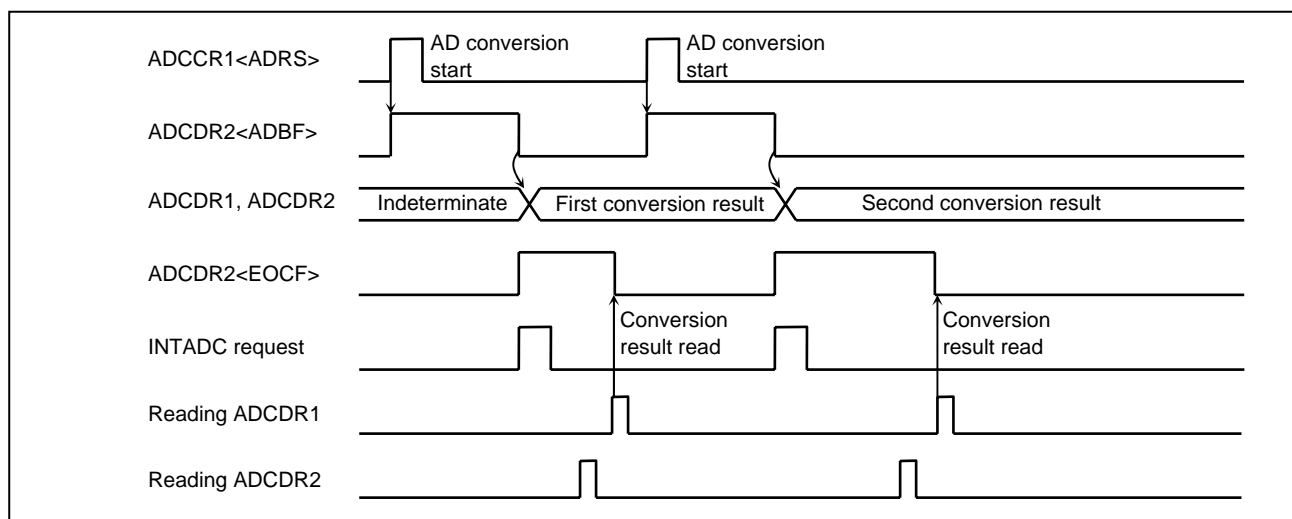 ADCCR1<ADRS>
AD conversion
start
AD conversion
start
ADCDR2<ADBF>
ADCDR1, ADCDR2
Indeterminate
First conversion result
Second conversion result
ADCDR2<EOCF>
INTADC request
Conversion
result read
Conversion
result read
Reading ADCDR1
Reading ADCDR2